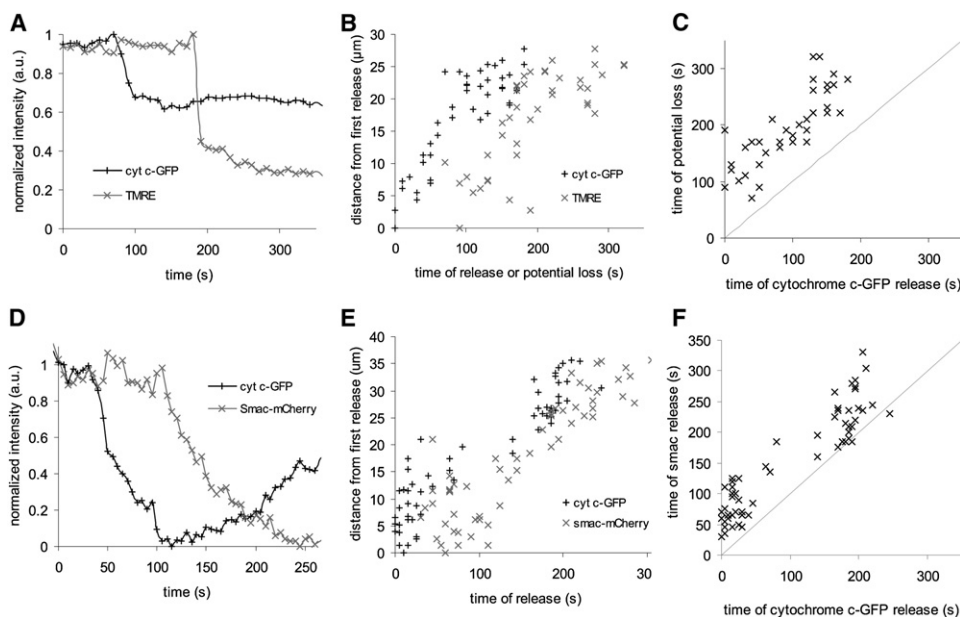 A
normalized intensity (a.u.)
1
0.8
0.6
0.4
0.2
0
cyt c-GFP
TMRE
0
100
200
300
time (s)
B
distance from first release (µm)
30
25
20
15
10
5
0
cyt c-GFP
TMRE
0
100
200
300
time of release or potential loss (s)
C
time of potential loss (s)
300
200
100
0
0
100
200
300
time of cytochrome c-GFP release (s)
D
normalized intensity (a.u.)
1
0.8
0.6
0.4
0.2
0
cyt c-GFP
Smac-mCherry
0
50
100
150
200
250
time (s)
E
distance from first release (um)
40
35
30
25
20
15
10
5
0
cyt c-GFP
smac-mCherry
0
100
200
300
time of release (s)
F
time of smac release (s)
350
300
250
200
150
100
50
0
0
100
200
300
time of cytochrome c-GFP release (s)